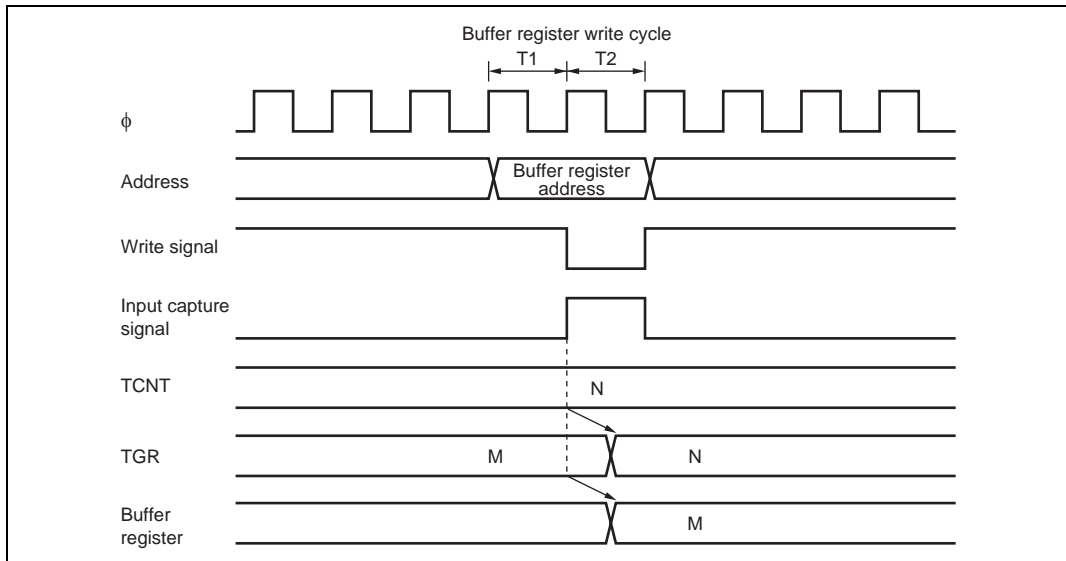 Buffer register write cycle
T1 T2
ϕ
Address
Buffer register
address
Write signal
Input capture
signal
TCNT
N
TGR
M N
Buffer
register
M